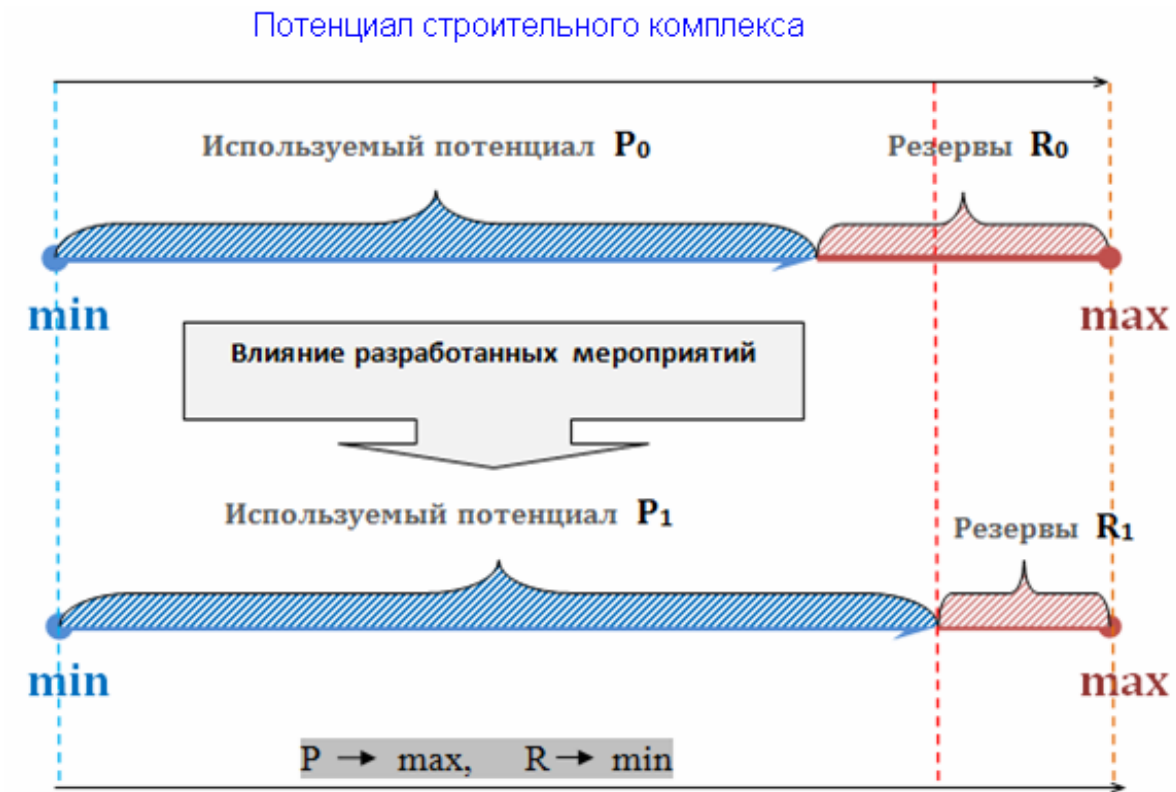 Потенциал строительного комплекса
Используемый потенциал P₀ Резервы R₀
min max
Влияние разработанных мероприятий
Используемый потенциал P₁ Резервы R₁
min max
P → max, R → min